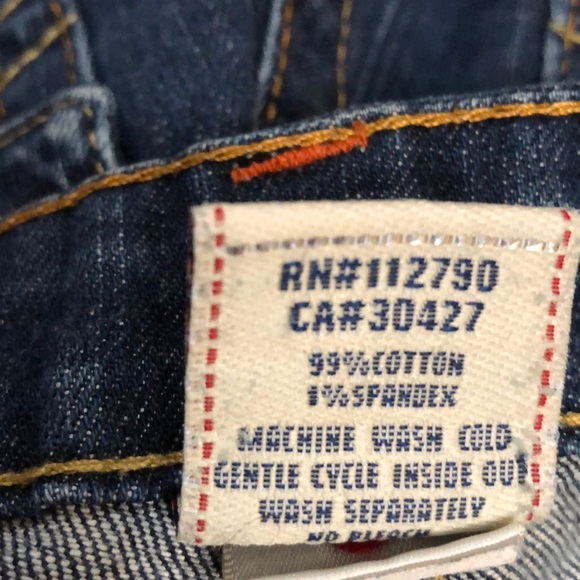 RN#112790
CA#30427
99%COTTON
1%SPANDEX
MACHINE WASH COLD
GENTLE CYCLE INSIDE OUT
WASH SEPARATELY
NO BLEACH